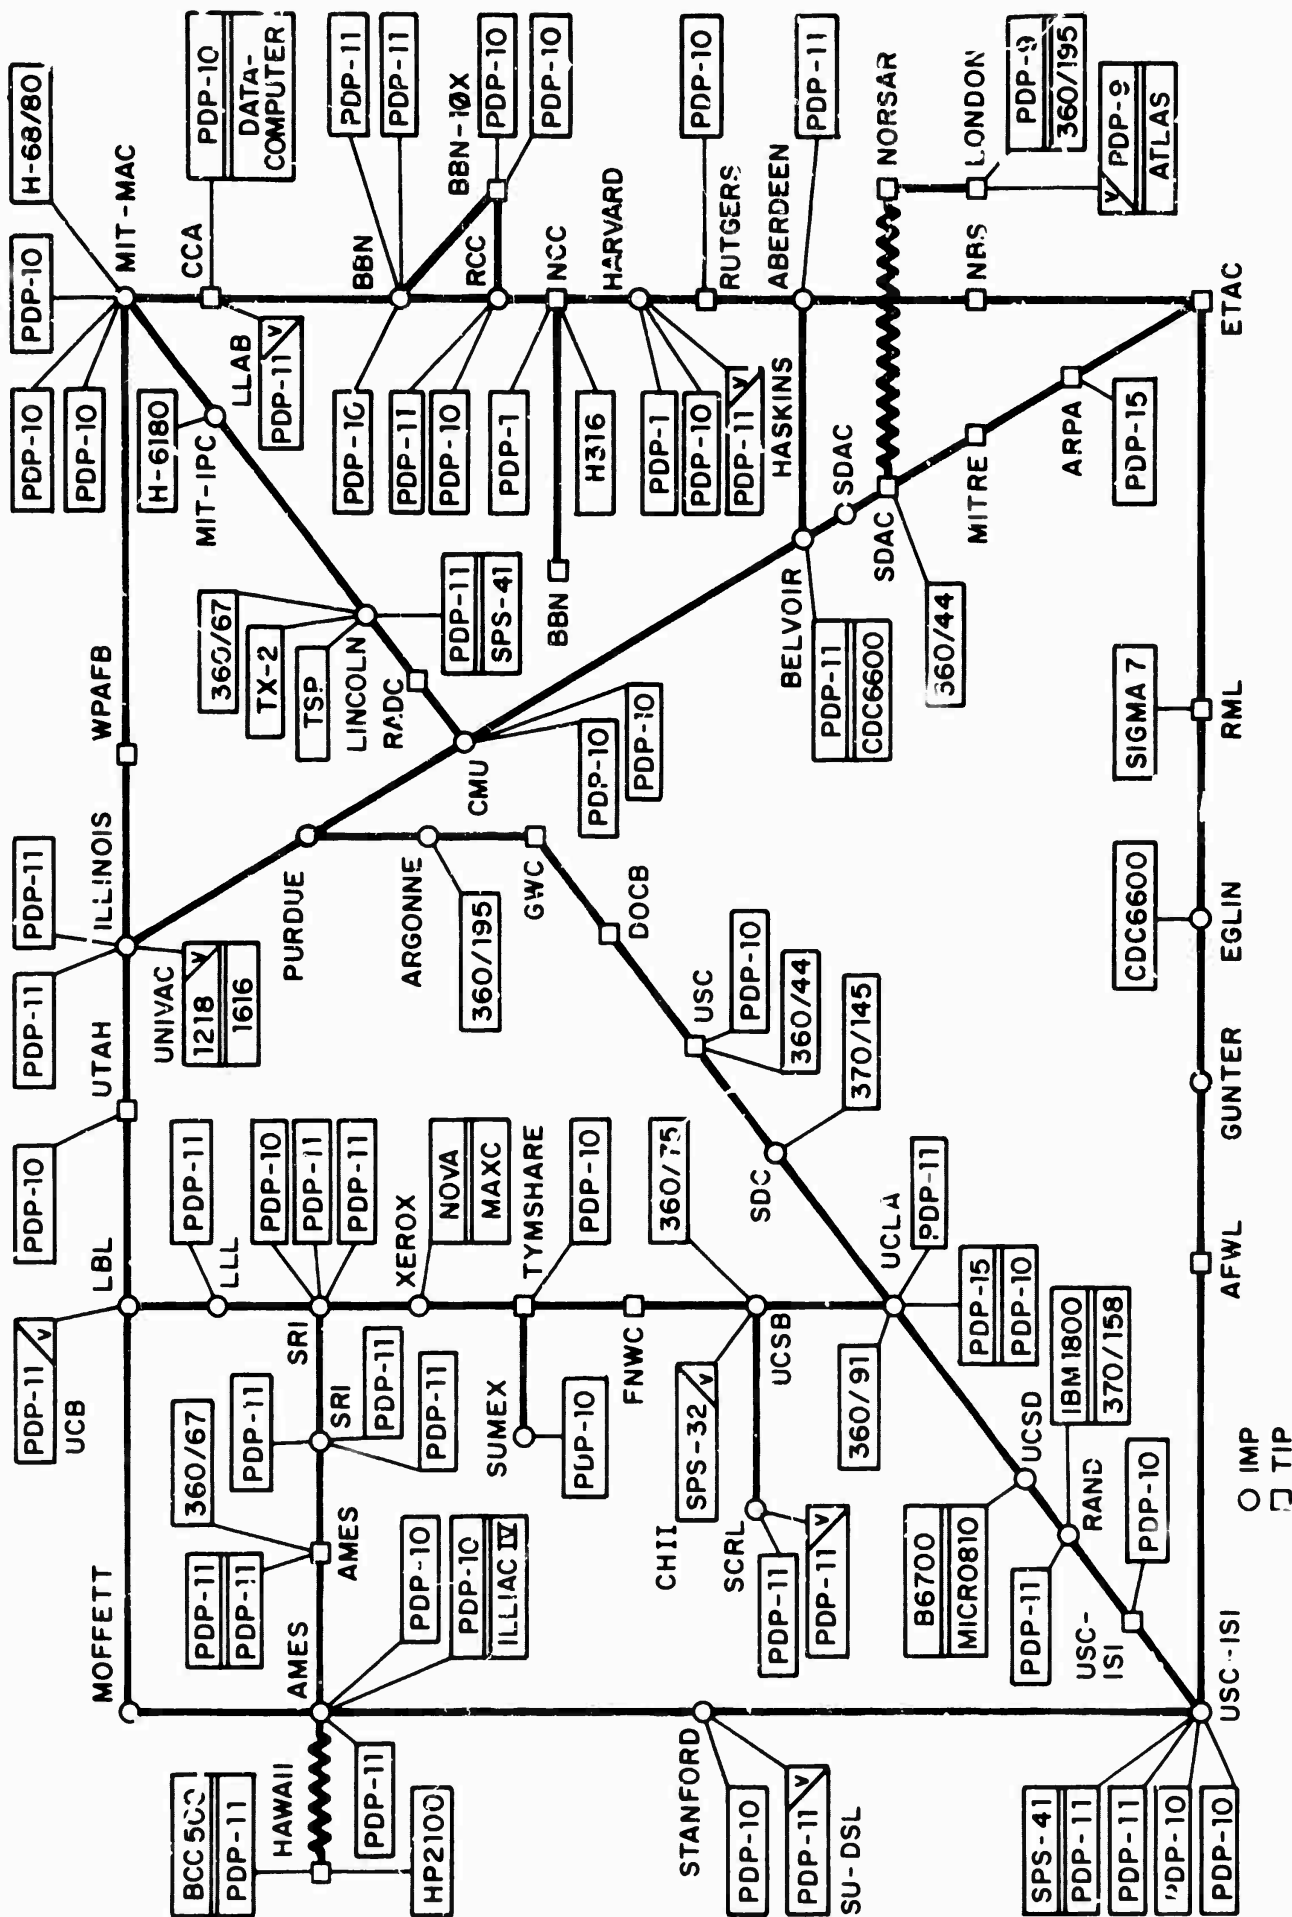 MOFFETT
PDP-11
V
UCB
LBL
PDP-10
UTAH
PDP-11
PDP-11
ILLINOIS
UNIVAC
V
1218
1616
WPAFB
PDP-10
PDP-10
PDP-10
H-68/80
MIT-MAC
H-6180
MIT-IPC
CCA
PDP-10
DATA-
COMPUTER
LLAB
V
PDP-11
BCC 500
PDP-11
HAWAII
HP2100
AMES
PDP-11
PDP-10
PDP-10
ILLIAC IV
360/67
PDP-11
PDP-11
AMES
PDP-11
SRI
PDP-11
PDP-11
SRI
LLL
PDP-11
PDP-10
PDP-11
PDP-11
XEROX
NOVA
MAXC
TYMSHARE
PDP-10
SUMEX
PDP-10
FNWC
360/75
UCSB
CHII
SPS-32
V
SCRL
PDP-11
V
PDP-11
PURDUE
ARGONNE
360/195
GWC
DOCB
USC
PDP-10
360/44
SDC
370/145
UCLA
PDP-11
360/91
PDP-15
PDP-10
UCSD
B6700
MICRO810
RAND
IBM 1800
370/158
PDP-11
USC-
ISI
PDP-10
STANFORD
PDP-10
V
PDP-11
SU-DSL
SPS-41
PDP-11
PDP-11
PDP-10
PDP-10
USC-ISI
360/67
TX-2
TSP
LINCOLN
PDP-11
SPS-41
RADC
CMU
PDP-10
PDP-10
BBN
PDP-11
PDP-11
PDP-10
BBN-10X
PDP-10
PDP-10
RCC
PDP-11
PDP-10
NCC
PDP-1
H316
BBN
HARVARD
PDP-1
PDP-10
V
PDP-11
RUTGERS
PDP-10
ABERDEEN
PDP-11
HASKINS
BELVOIR
PDP-11
CDC6600
SDAC
SDAC
360/44
NORSAR
LONDON
PDP-9
360/195
V
PDP-9
ATLAS
NBS
MITRE
ARPA
PDP-15
ETAC
SIGMA 7
RML
CDC6600
EGLIN
GUNTER
AFWL
IMP
TIP